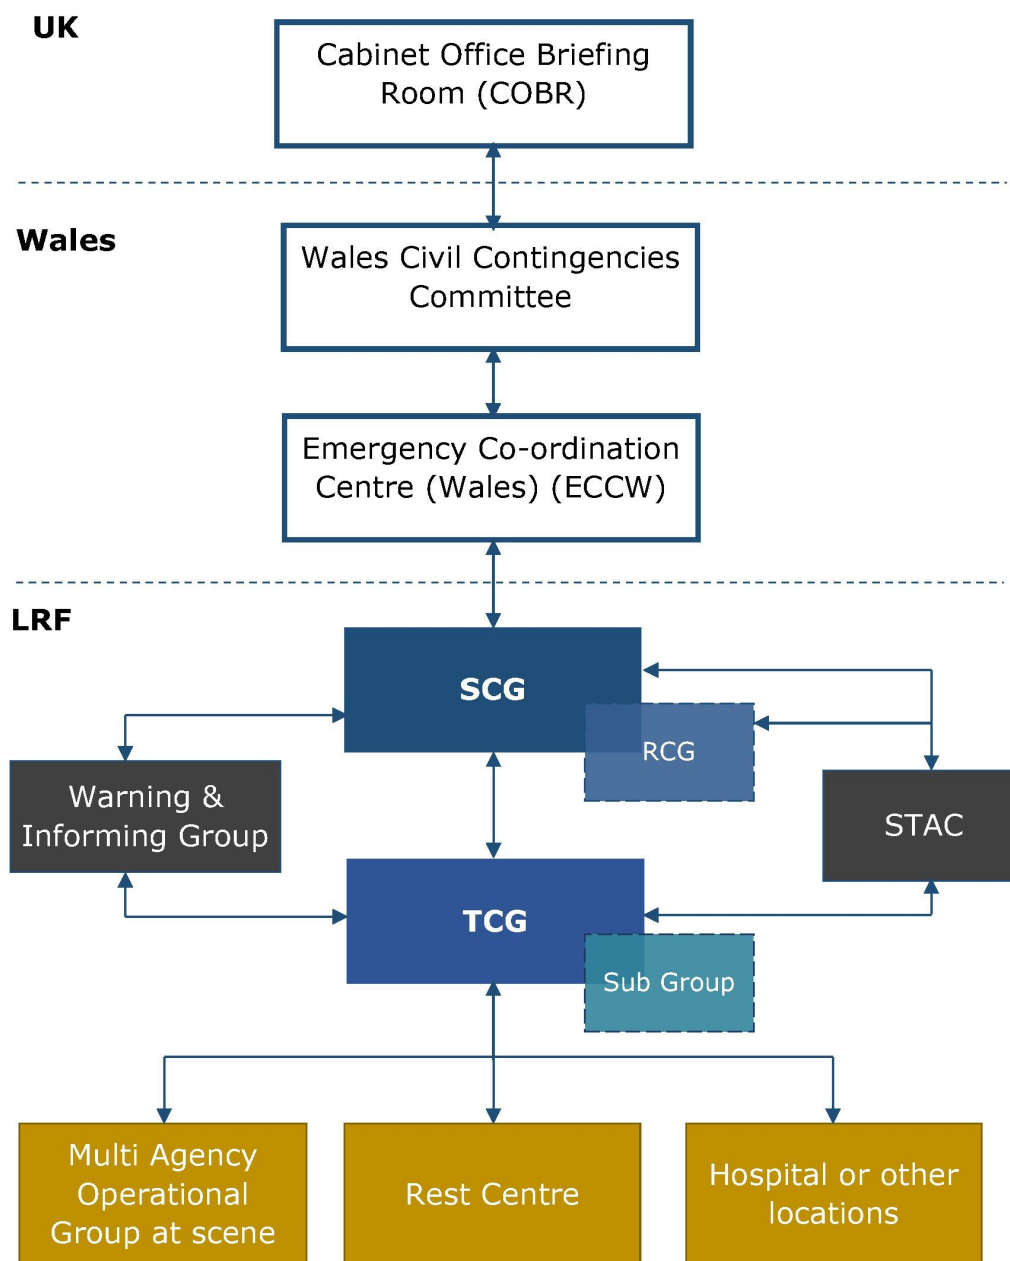 UK
Cabinet Office Briefing
Room (COBR)
Wales
Wales Civil Contingencies
Committee
Emergency Co-ordination
Centre (Wales) (ECCW)
LRF
SCG
RCG
Warning &
Informing Group
STAC
TCG
Sub Group
Multi Agency
Operational
Group at scene
Rest Centre
Hospital or other
locations